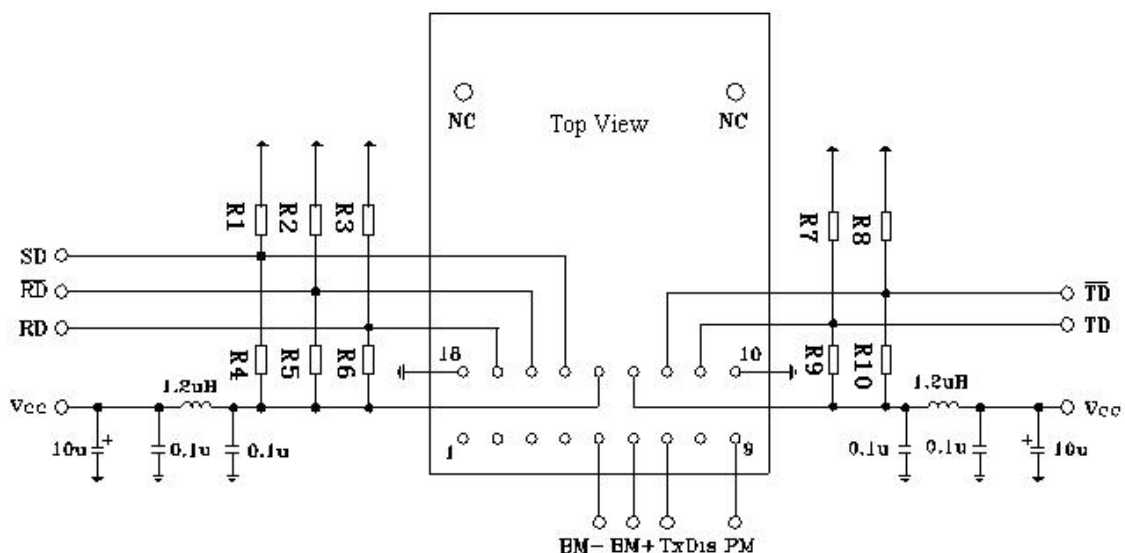 NC
Top View
NC
R1
R2
R3
R7
R8
SD
RD
RD
TD
TD
18
10
R4
R5
R6
R9
R10
1.2uH
1.2uH
Vcc
Vcc
10u
+
0.1u
0.1u
1
9
0.1u
0.1u
+
10u
BM- BM+ TxDis PM